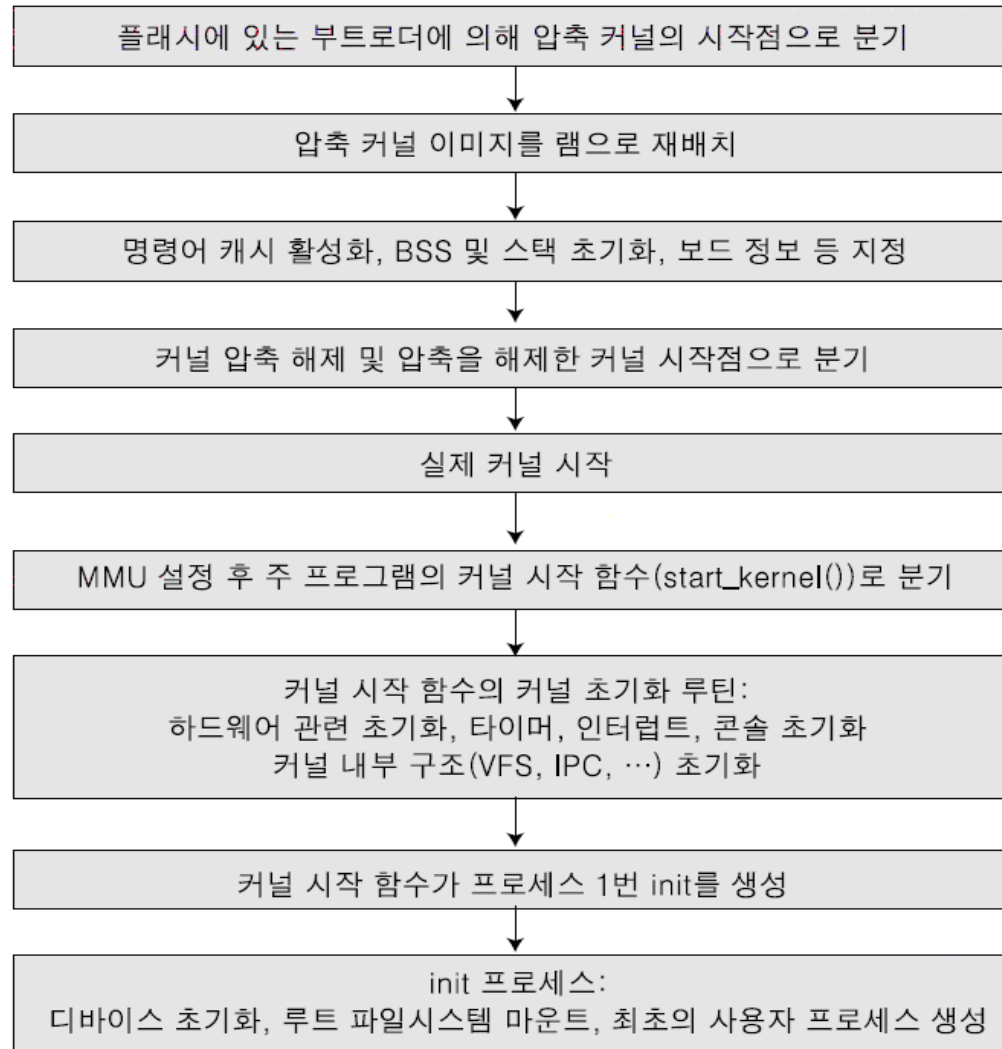 플래시에 있는 부트로더에 의해 압축 커널의 시작점으로 분기
압축 커널 이미지를 램으로 재배치
명령어 캐시 활성화, BSS 및 스택 초기화, 보드 정보 등 지정
커널 압축 해제 및 압축을 해제한 커널 시작점으로 분기
실제 커널 시작
MMU 설정 후 주 프로그램의 커널 시작 함수(start_kernel())로 분기
커널 시작 함수의 커널 초기화 루틴:
하드웨어 관련 초기화, 타이머, 인터럽트, 콘솔 초기화
커널 내부 구조(VFS, IPC, ⋯) 초기화
커널 시작 함수가 프로세스 1번 init를 생성
init 프로세스:
디바이스 초기화, 루트 파일시스템 마운트, 최초의 사용자 프로세스 생성